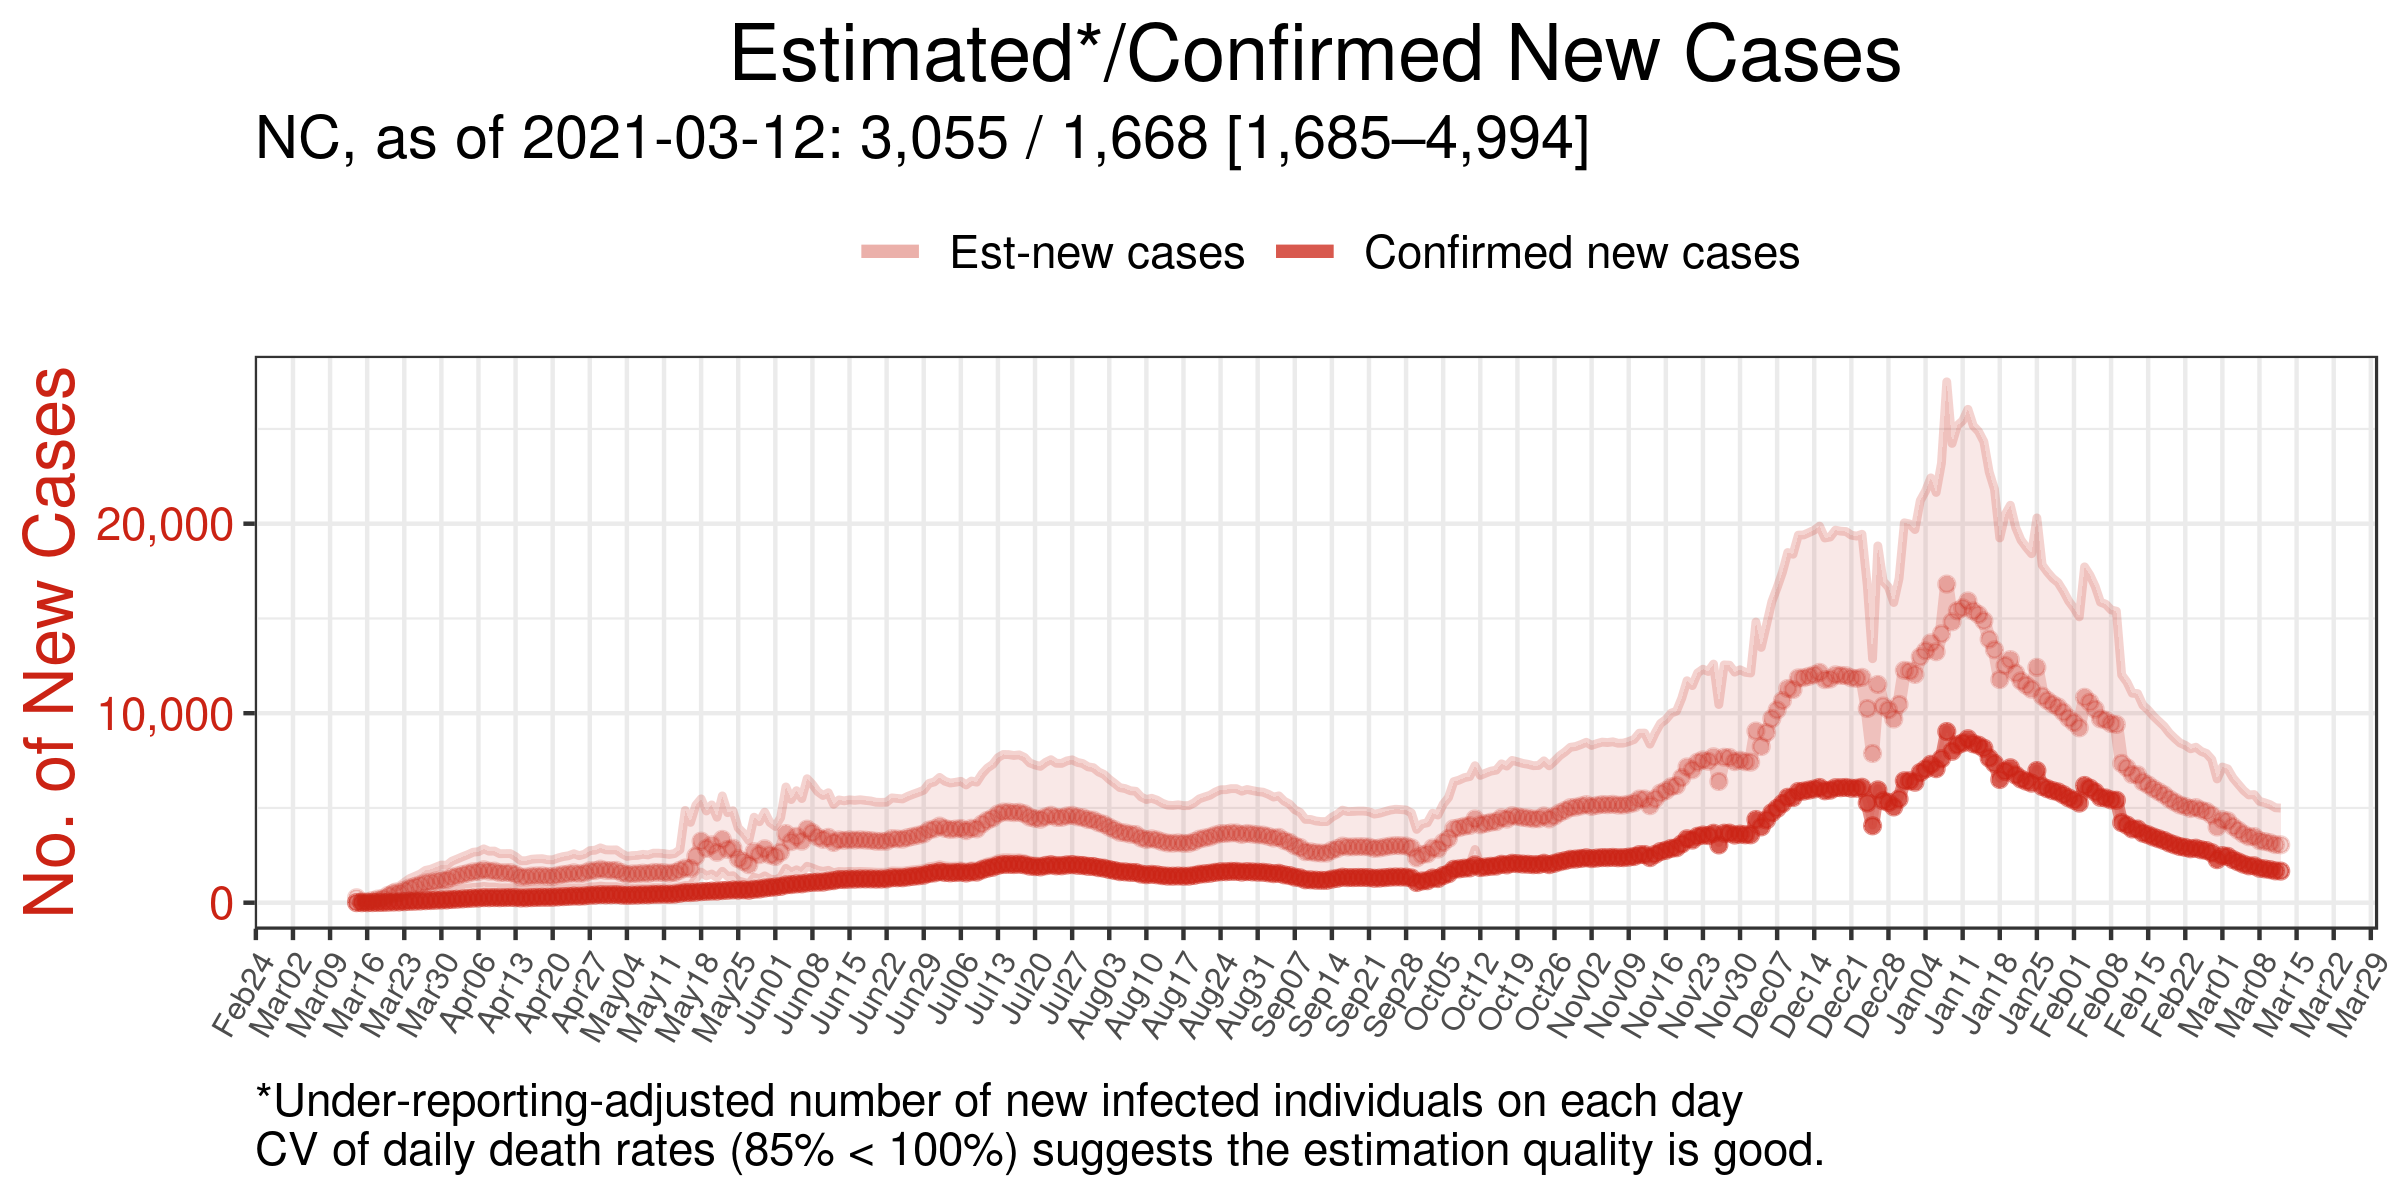 Estimated*/Confirmed New Cases
NC, as of 2021-03-12: 3,055 / 1,668 [1,685–4,994]
Est-new cases
Confirmed new cases
No. of New Cases
20,000
10,000
0
Feb24
Mar02
Mar09
Mar16
Mar23
Mar30
Apr06
Apr13
Apr20
Apr27
May04
May11
May18
May25
Jun01
Jun08
Jun15
Jun22
Jun29
Jul06
Jul13
Jul20
Jul27
Aug03
Aug10
Aug17
Aug24
Aug31
Sep07
Sep14
Sep21
Sep28
Oct05
Oct12
Oct19
Oct26
Nov02
Nov09
Nov16
Nov23
Nov30
Dec07
Dec14
Dec21
Dec28
Jan04
Jan11
Jan18
Jan25
Feb01
Feb08
Feb15
Feb22
Mar01
Mar08
Mar15
Mar22
Mar29
*Under-reporting-adjusted number of new infected individuals on each day
CV of daily death rates (85% < 100%) suggests the estimation quality is good.